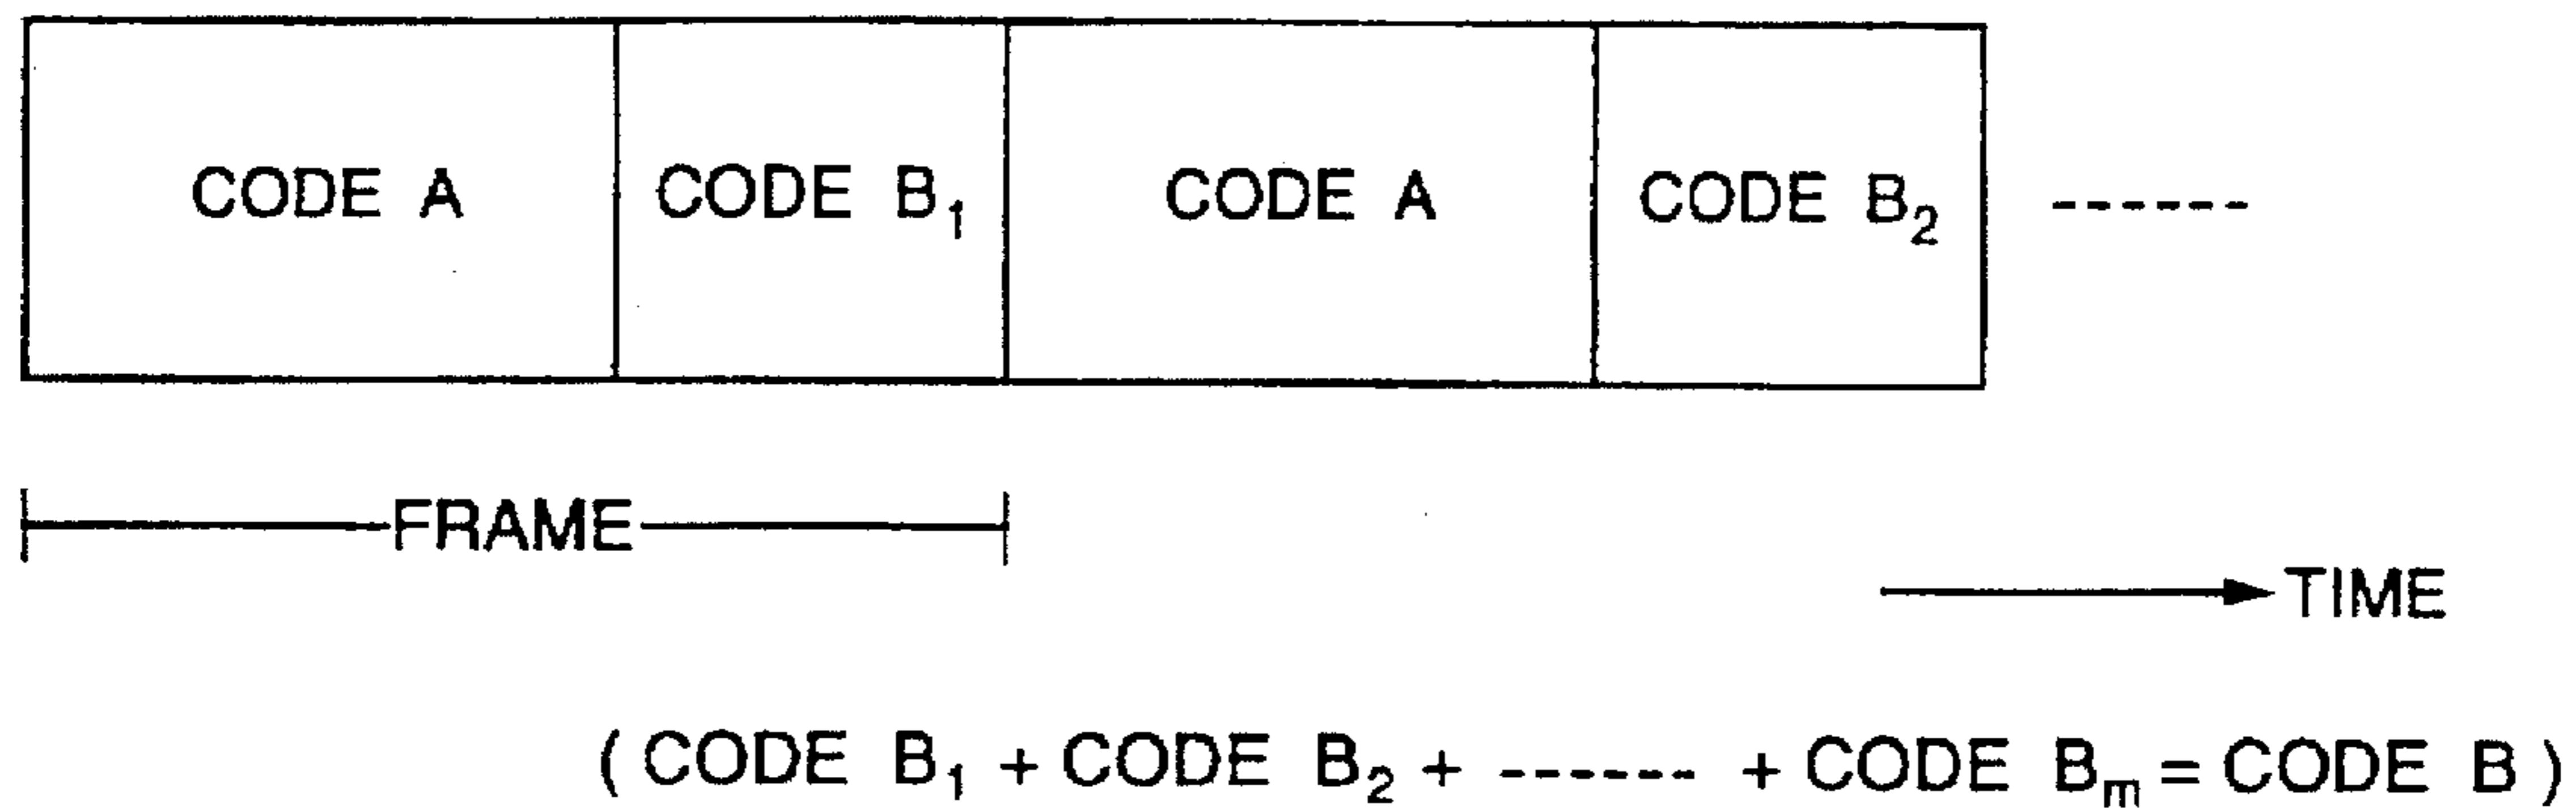 CODE A CODE B₁ CODE A CODE B₂ ------
FRAME
TIME
( CODE B₁ + CODE B₂ + ------ + CODE Bₘ = CODE B )